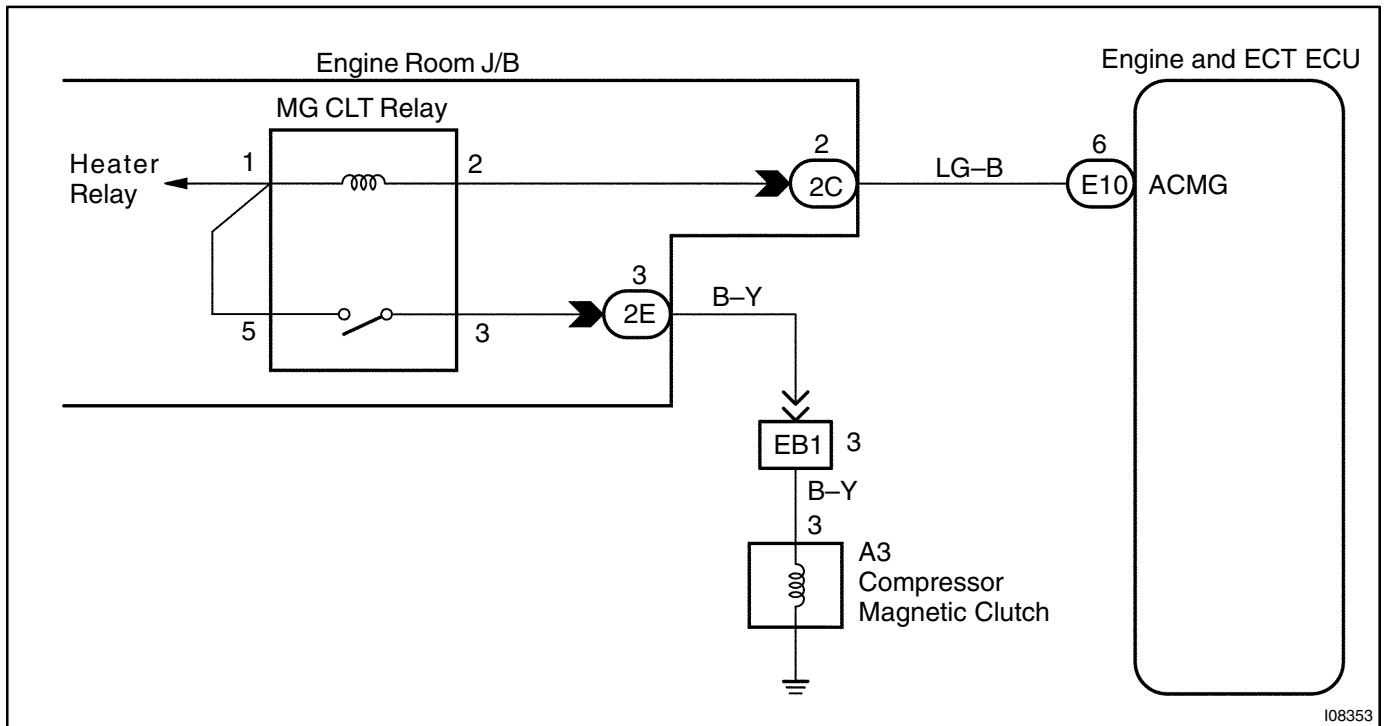 Engine Room J/B
Engine and ECT ECU
MG CLT Relay
Heater
Relay
1
2
2
2C
LG–B
6
E10
ACMG
5
3
3
2E
B–Y
EB1
3
B–Y
3
A3
Compressor
Magnetic Clutch
I08353